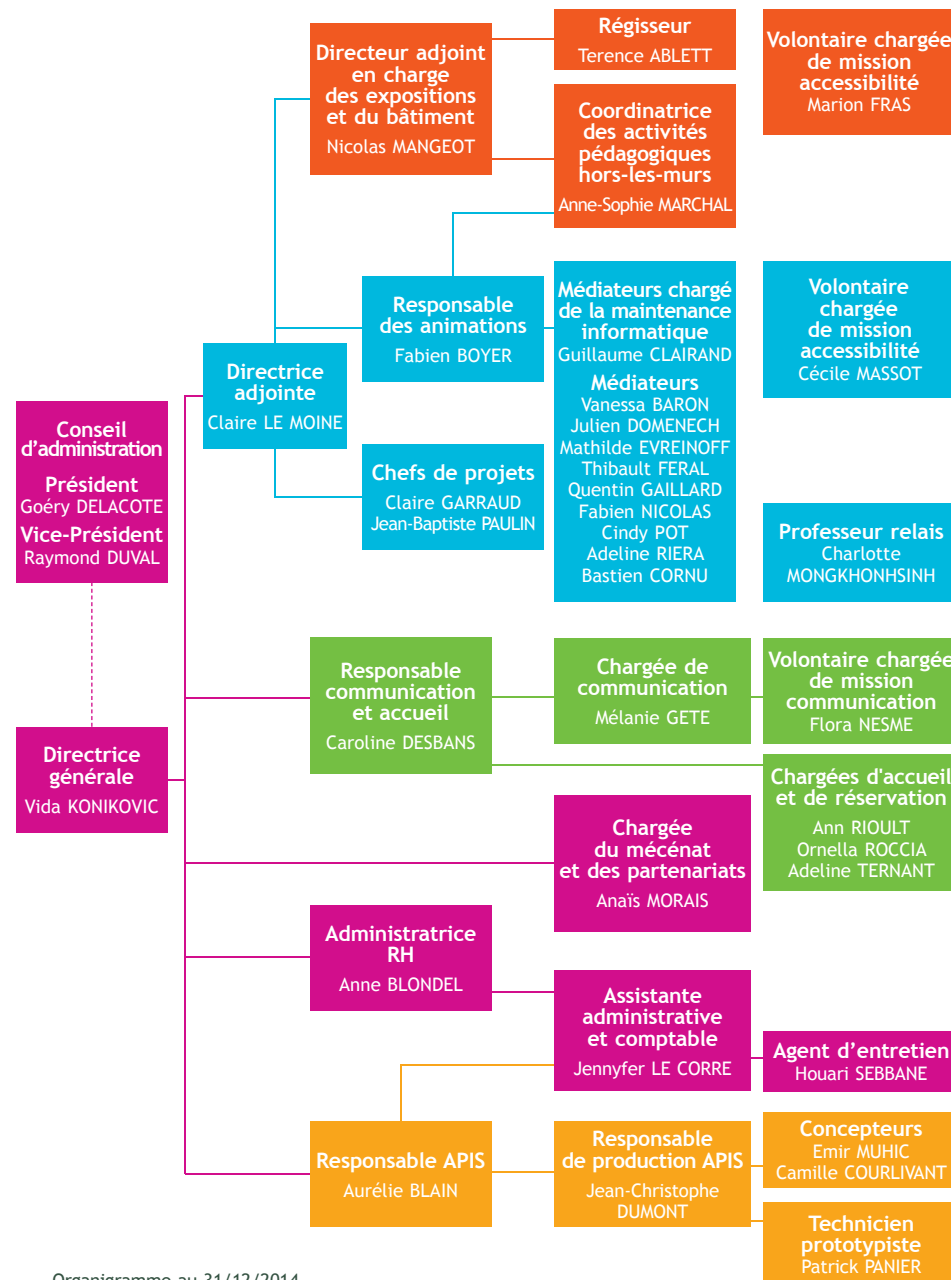 Régisseur
Terence ABLETT
Volontaire chargée
de mission
accessibilité
Marion FRAS
Directeur adjoint
en charge
des expositions
et du bâtiment
Nicolas MANGEOT
Coordinatrice
des activités
pédagogiques
hors-les-murs
Anne-Sophie MARCHAL
Responsable
des animations
Fabien BOYER
Médiateurs chargé
de la maintenance
informatique
Guillaume CLAIRAND
Médiateurs
Vanessa BARON
Julien DOMENECH
Mathilde EVREINOFF
Thibault FERAL
Quentin GAILLARD
Fabien NICOLAS
Cindy POT
Adeline RIERA
Bastien CORNU
Volontaire
chargée
de mission
accessibilité
Cécile MASSOT
Directrice
adjointe
Claire LE MOINE
Conseil
d'administration
Président
Goéry DELACOTE
Vice-Président
Raymond DUVAL
Chefs de projets
Claire GARRAUD
Jean-Baptiste PAULIN
Professeur relais
Charlotte
MONGKHONHSINH
Responsable
communication
et accueil
Caroline DESBANS
Chargée de
communication
Mélanie GETE
Volontaire chargée
de mission
communication
Flora NESME
Directrice
générale
Vida KONIKOVIC
Chargées d'accueil
et de réservation
Ann RIOULT
Ornella ROCCIA
Adeline TERNANT
Chargée
du mécénat
et des partenariats
Anaïs MORAIS
Administratrice
RH
Anne BLONDEL
Assistante
administrative
et comptable
Jennyfer LE CORRE
Agent d'entretien
Houari SEBBANE
Responsable APIS
Aurélie BLAIN
Responsable
de production APIS
Jean-Christophe
DUMONT
Concepteurs
Emir MUHIC
Camille COURLIVANT
Technicien
prototypiste
Patrick PANIER
Organigramme au 31/12/2014